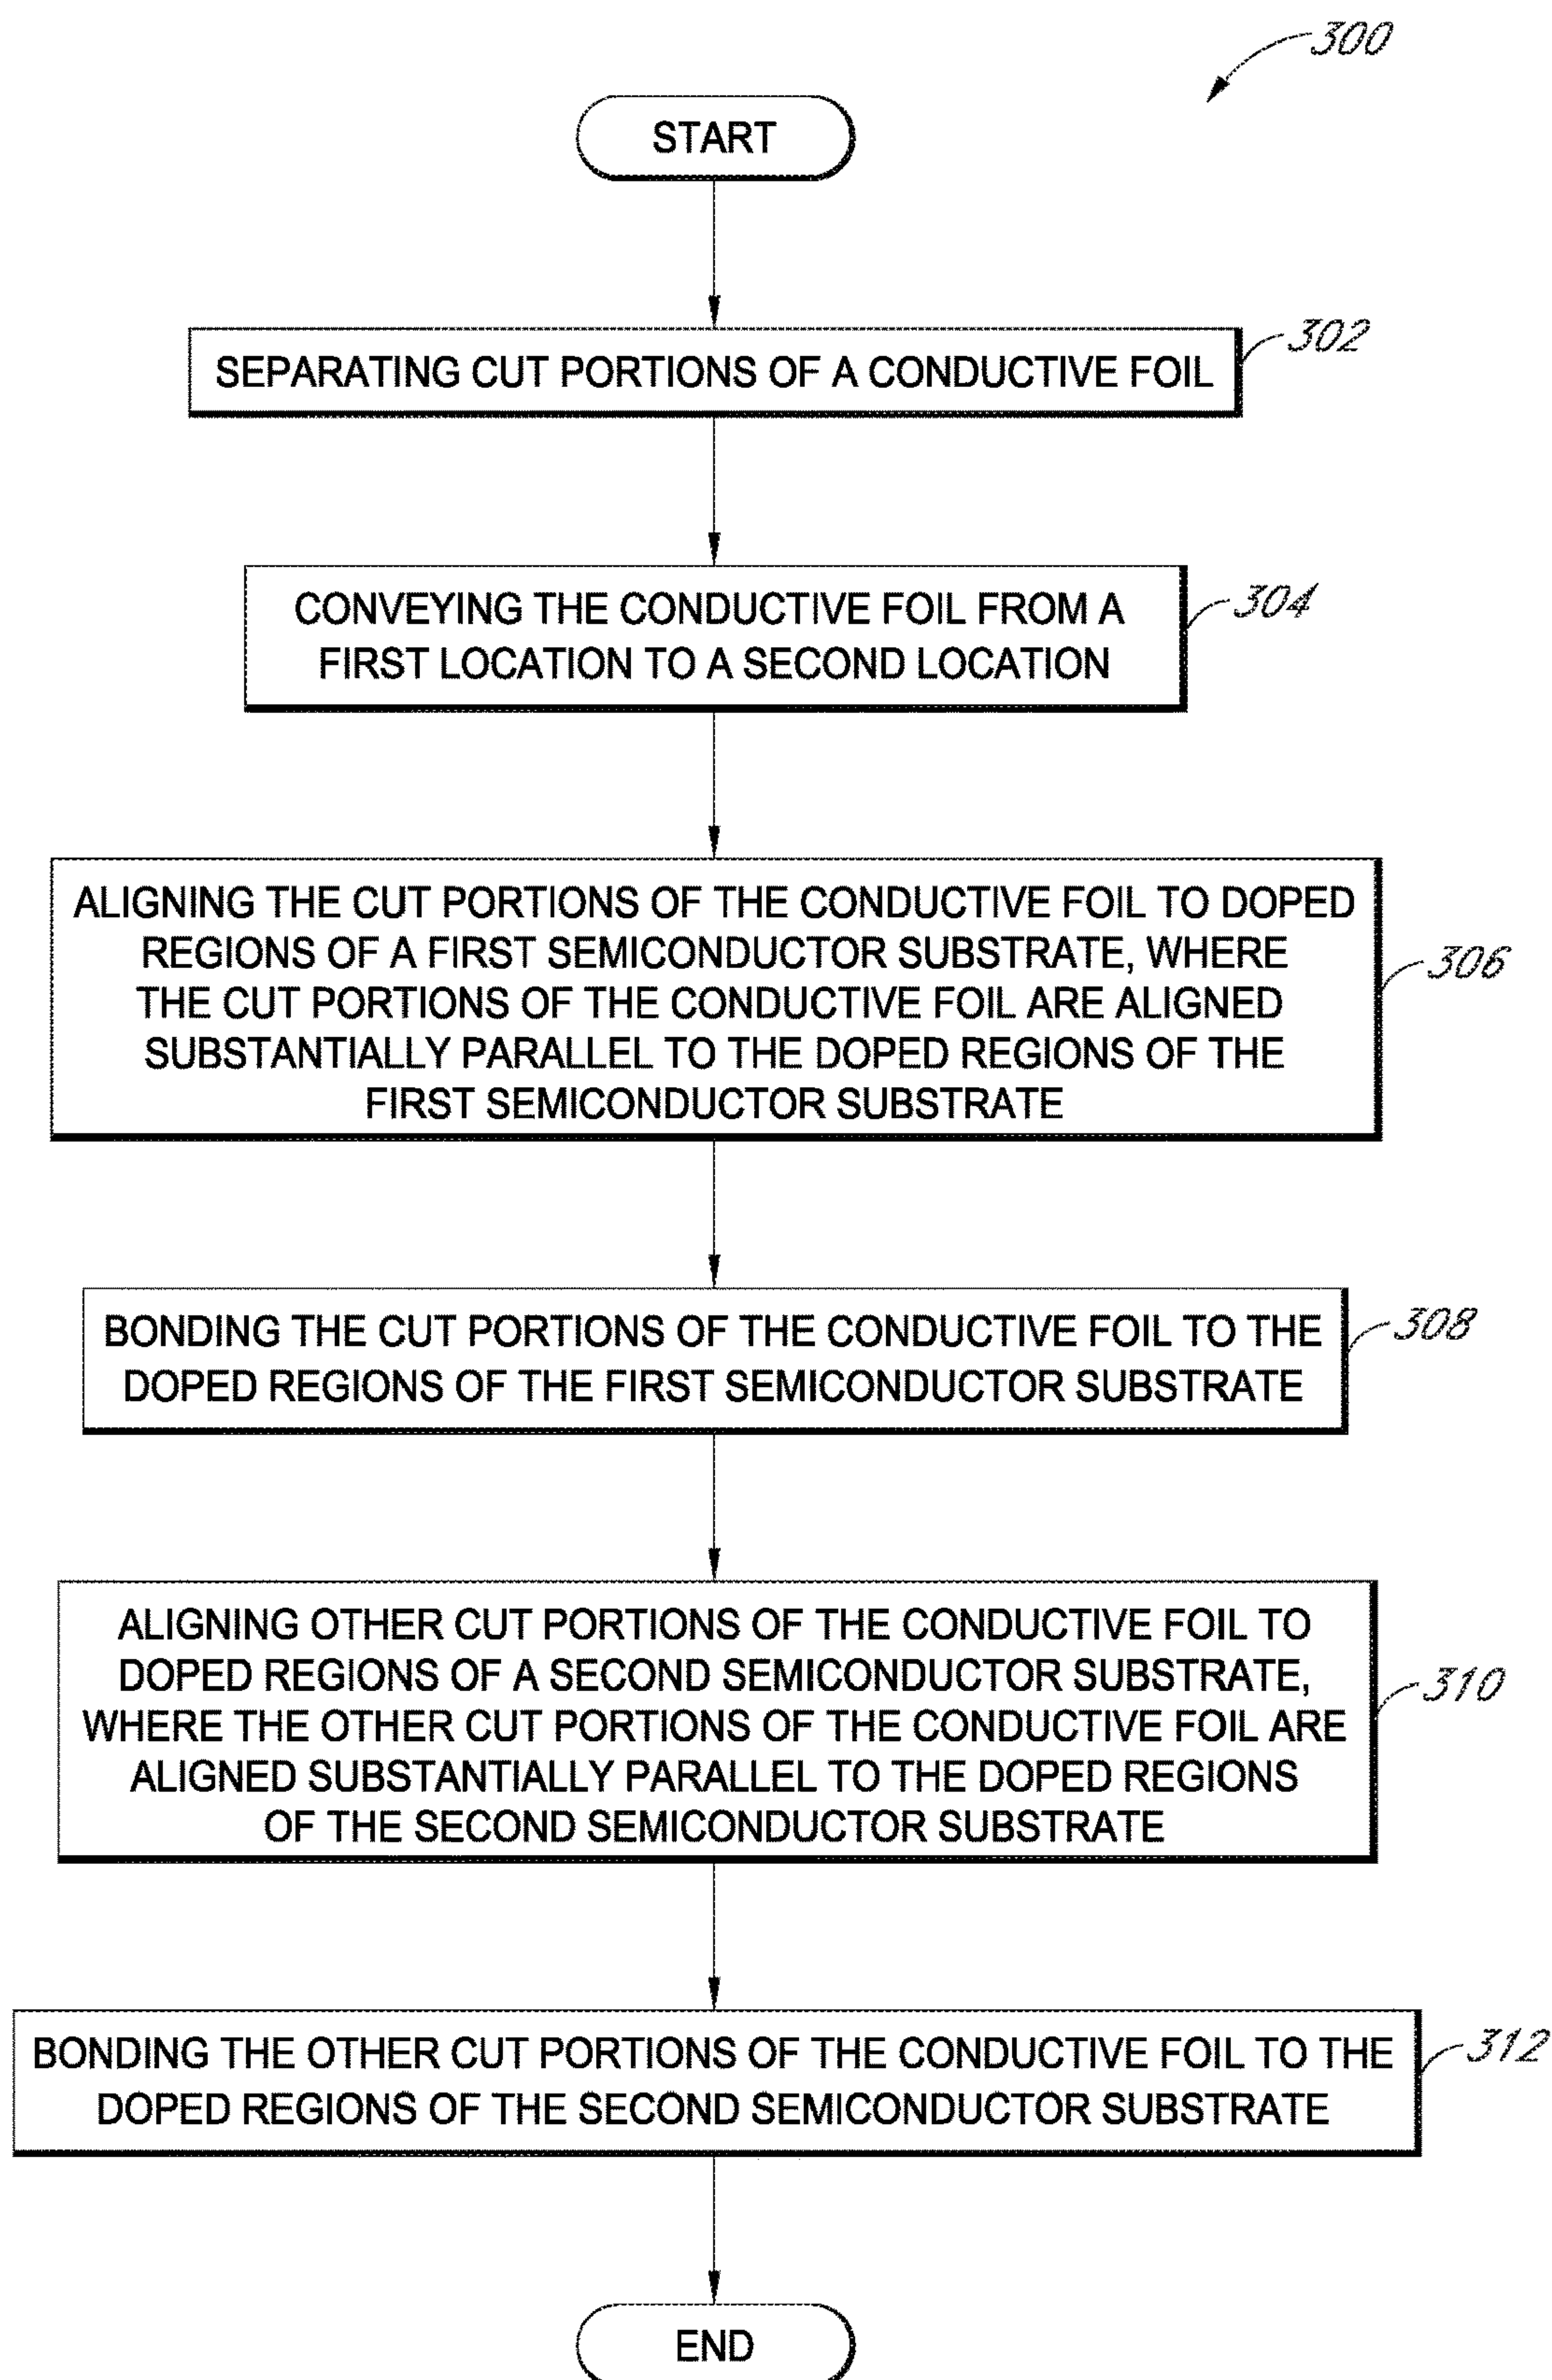 300
START
302
SEPARATING CUT PORTIONS OF A CONDUCTIVE FOIL
304
CONVEYING THE CONDUCTIVE FOIL FROM A
FIRST LOCATION TO A SECOND LOCATION
306
ALIGNING THE CUT PORTIONS OF THE CONDUCTIVE FOIL TO DOPED
REGIONS OF A FIRST SEMICONDUCTOR SUBSTRATE, WHERE
THE CUT PORTIONS OF THE CONDUCTIVE FOIL ARE ALIGNED
SUBSTANTIALLY PARALLEL TO THE DOPED REGIONS OF THE
FIRST SEMICONDUCTOR SUBSTRATE
308
BONDING THE CUT PORTIONS OF THE CONDUCTIVE FOIL TO THE
DOPED REGIONS OF THE FIRST SEMICONDUCTOR SUBSTRATE
310
ALIGNING OTHER CUT PORTIONS OF THE CONDUCTIVE FOIL TO
DOPED REGIONS OF A SECOND SEMICONDUCTOR SUBSTRATE,
WHERE THE OTHER CUT PORTIONS OF THE CONDUCTIVE FOIL ARE
ALIGNED SUBSTANTIALLY PARALLEL TO THE DOPED REGIONS
OF THE SECOND SEMICONDUCTOR SUBSTRATE
312
BONDING THE OTHER CUT PORTIONS OF THE CONDUCTIVE FOIL TO THE
DOPED REGIONS OF THE SECOND SEMICONDUCTOR SUBSTRATE
END